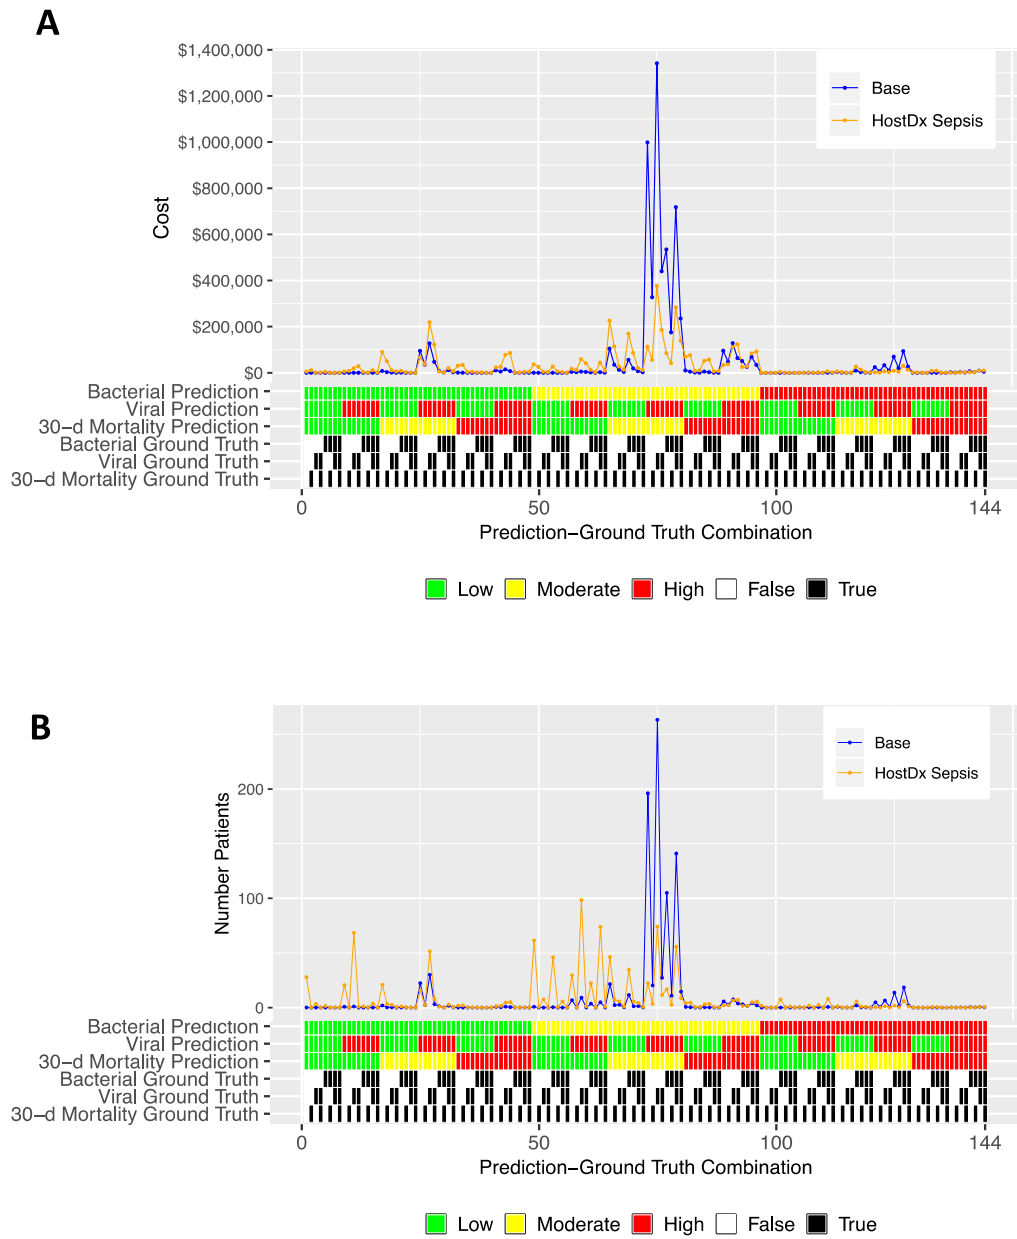 A
$1,400,000
$1,200,000
$1,000,000
$800,000
$600,000
$400,000
$200,000
$0
Cost
Base
HostDx Sepsis
Bacterial Prediction
Viral Prediction
30−d Mortality Prediction
Bacterial Ground Truth
Viral Ground Truth
30−d Mortality Ground Truth
0 50 100 144
Prediction−Ground Truth Combination
Low Moderate High False True
B
200
100
0
Number Patients
Base
HostDx Sepsis
Bacterial Prediction
Viral Prediction
30−d Mortality Prediction
Bacterial Ground Truth
Viral Ground Truth
30−d Mortality Ground Truth
0 50 100 144
Prediction−Ground Truth Combination
Low Moderate High False True